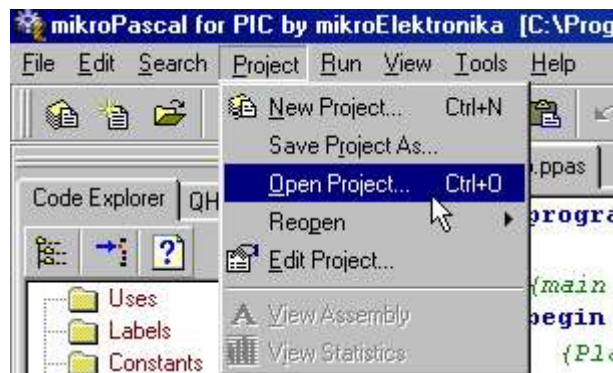 mikroPascal for PIC by mikroElektronika [C:\Prog
File Edit Search Project Run View Tools Help
New Project... Ctrl+N
Save Project As...
Open Project... Ctrl+O
Reopen
Edit Project...
View Assembly
View Statistics
Code Explorer QH
Uses
Labels
Constants
.ppas
progra
{main
begin
{Pla